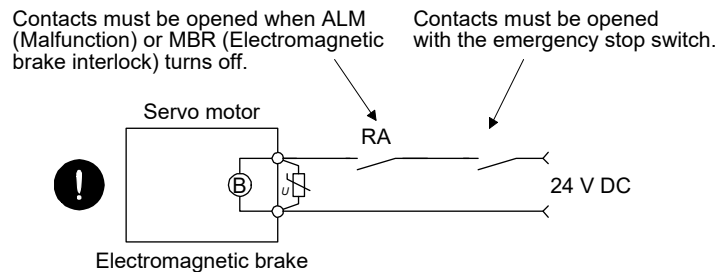 Contacts must be opened when ALM
(Malfunction) or MBR (Electromagnetic
brake interlock) turns off.
Contacts must be opened
with the emergency stop switch.
Servo motor
RA
B
U
24 V DC
Electromagnetic brake